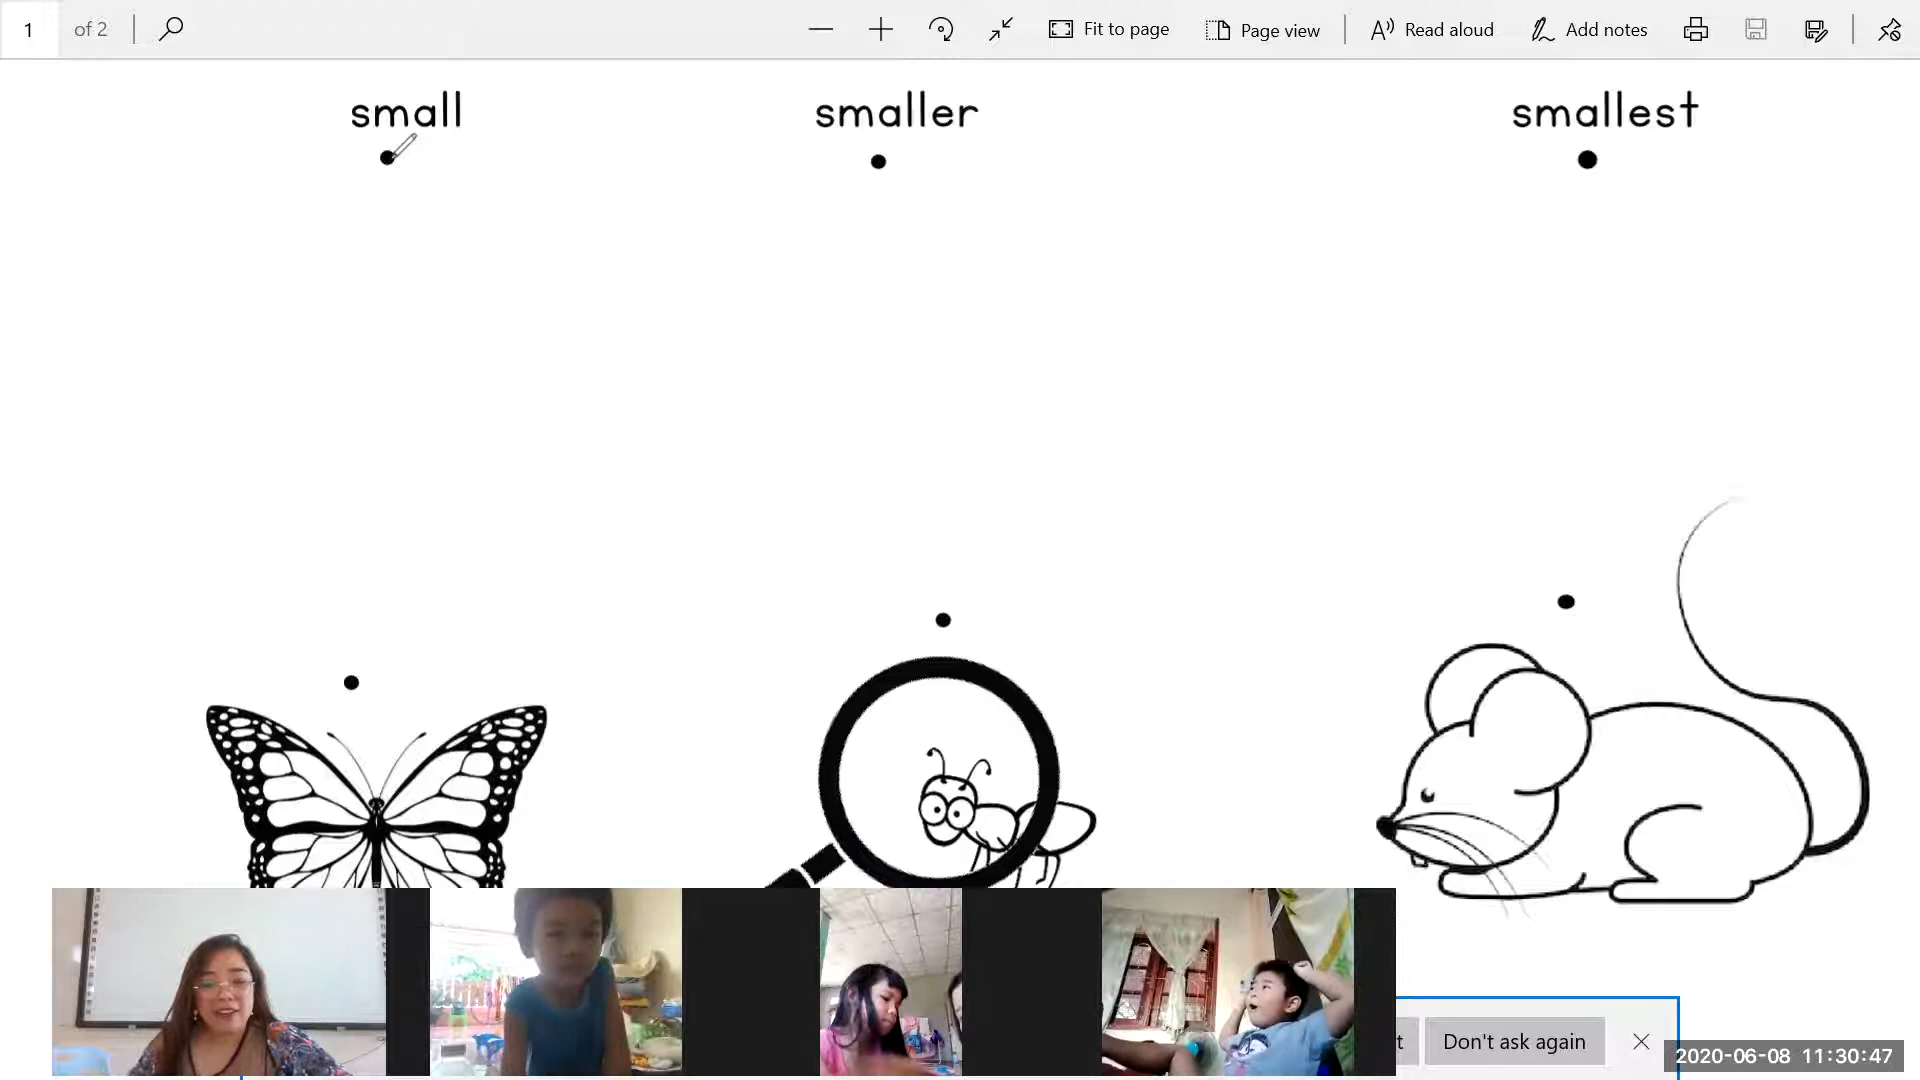 1 of 2 Fit to page Page view Read aloud Add notes
small smaller smallest
t Don't ask again
2020-06-08 11:30:47